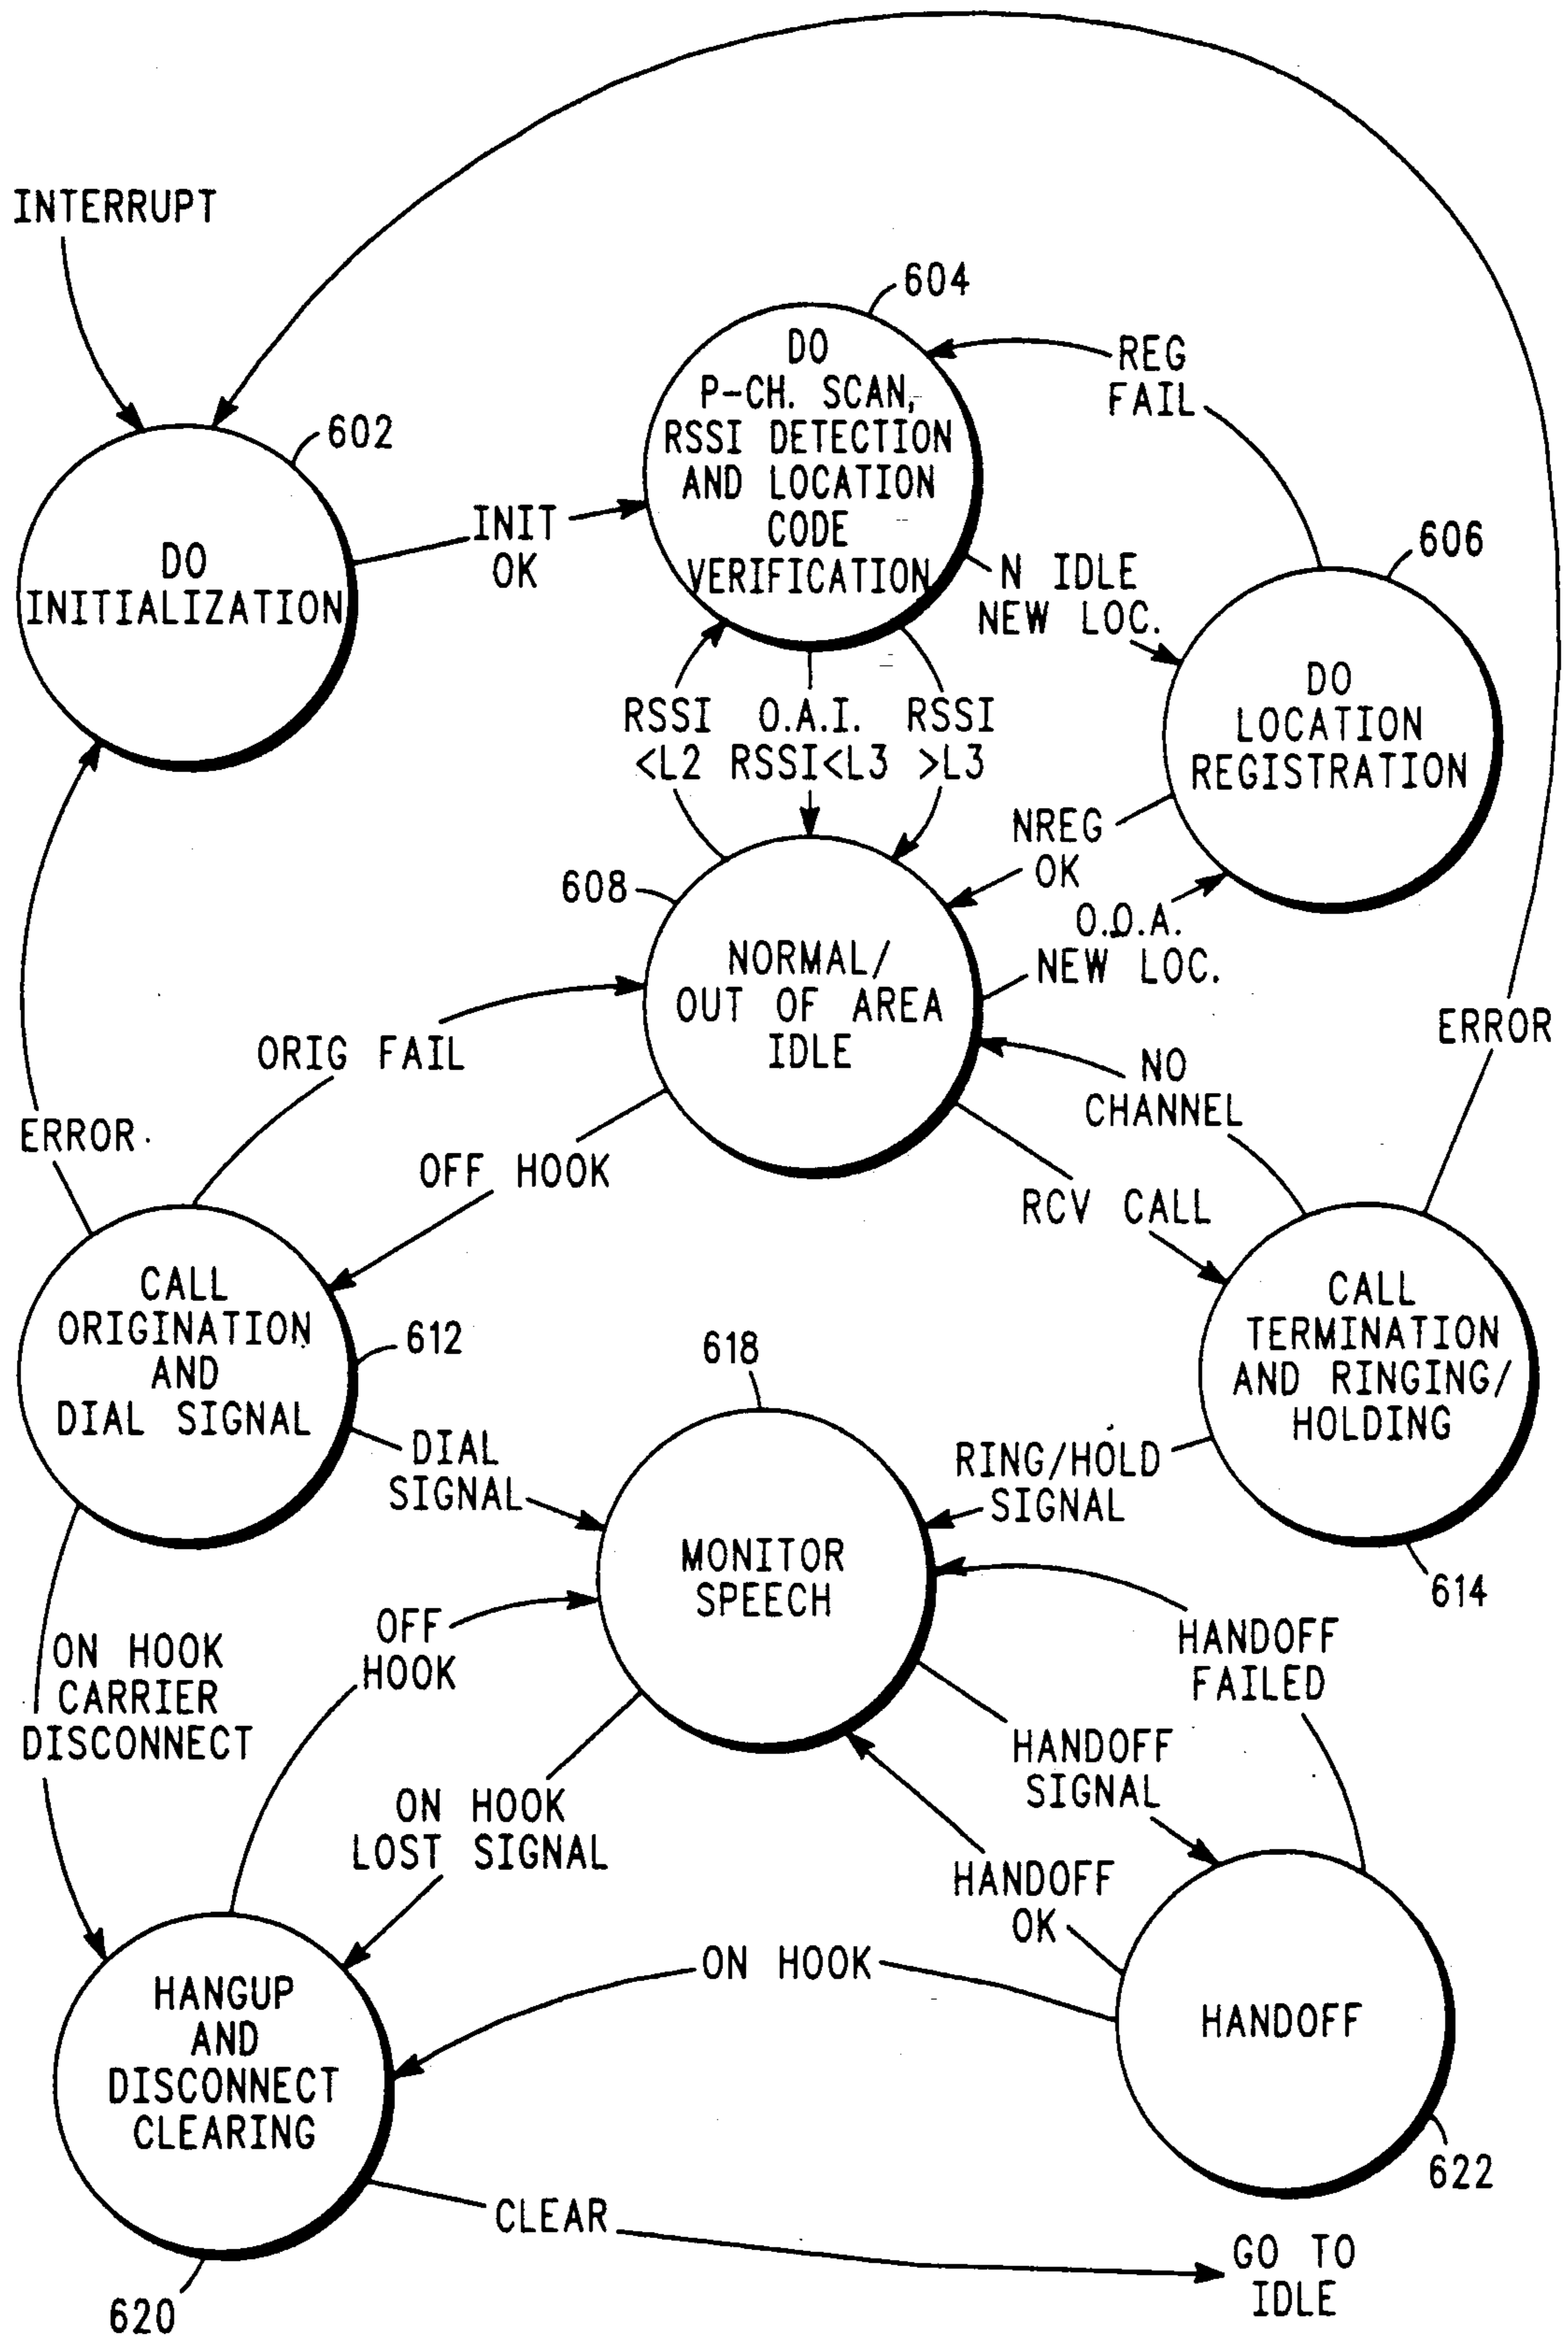 INTERRUPT
604
DO
P-CH. SCAN,
RSSI DETECTION
AND LOCATION
CODE
VERIFICATION
REG
FAIL
602
DO
INITIALIZATION
INIT
OK
N IDLE
NEW LOC.
606
DO
LOCATION
REGISTRATION
RSSI
<L2
O.A.I.
RSSI<L3
RSSI
>L3
NREG
OK
O.O.A.
NEW LOC.
608
NORMAL/
OUT OF AREA
IDLE
ORIG FAIL
ERROR
NO
CHANNEL
ERROR
OFF HOOK
RCV CALL
CALL
ORIGINATION
AND
DIAL SIGNAL
612
CALL
TERMINATION
AND RINGING/
HOLDING
614
618
DIAL
SIGNAL
RING/HOLD
SIGNAL
MONITOR
SPEECH
ON HOOK
CARRIER
DISCONNECT
OFF
HOOK
HANDOFF
FAILED
ON HOOK
LOST SIGNAL
HANDOFF
SIGNAL
HANDOFF
OK
ON HOOK
HANGUP
AND
DISCONNECT
CLEARING
HANDOFF
622
CLEAR
GO TO
IDLE
620